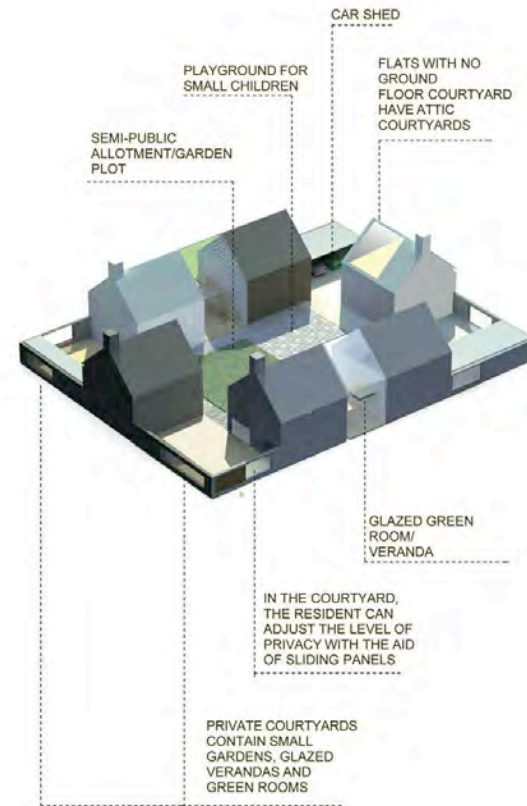 CAR SHED
PLAYGROUND FOR
SMALL CHILDREN
FLATS WITH NO
GROUND
FLOOR COURTYARD
HAVE ATTIC
COURTYARDS
SEMI-PUBLIC
ALLOTMENT/GARDEN
PLOT
GLAZED GREEN
ROOM/
VERANDA
IN THE COURTYARD,
THE RESIDENT CAN
ADJUST THE LEVEL OF
PRIVACY WITH THE AID
OF SLIDING PANELS
PRIVATE COURTYARDS
CONTAIN SMALL
GARDENS, GLAZED
VERANDAS AND
GREEN ROOMS